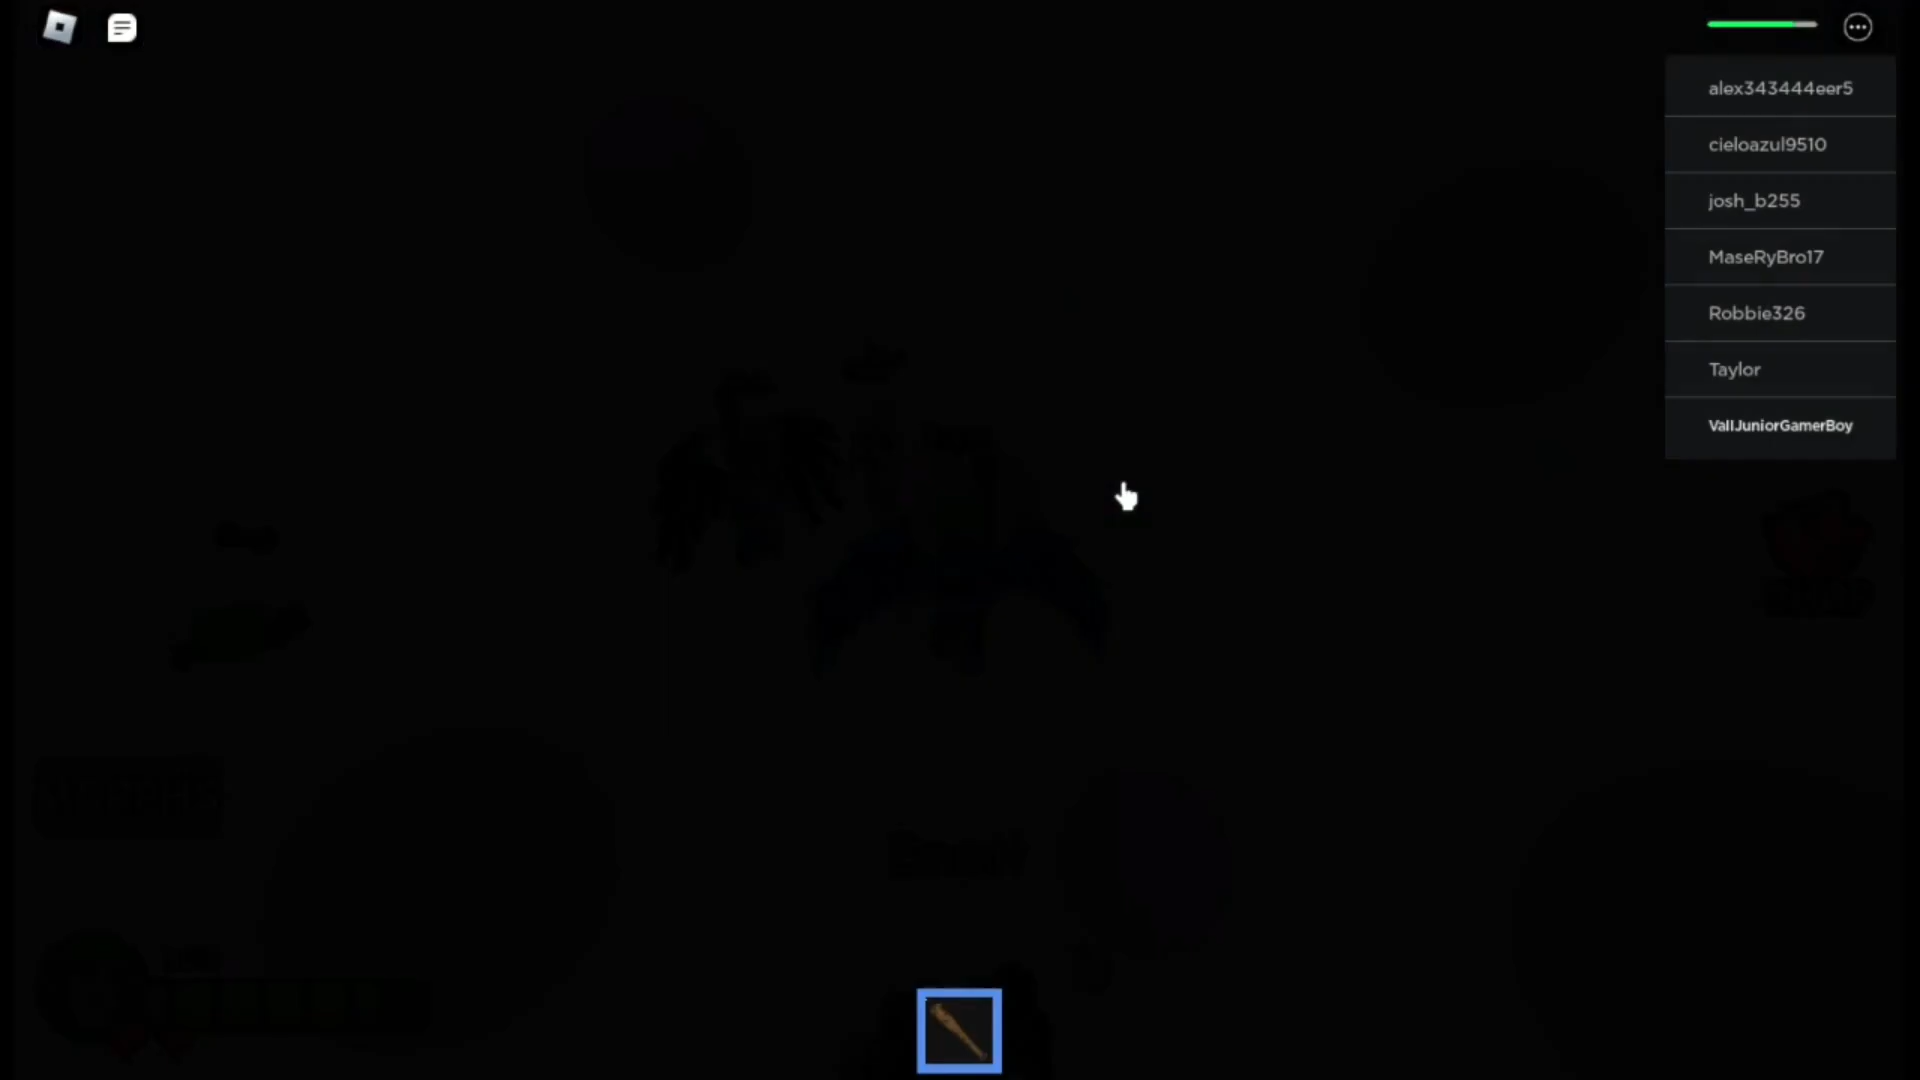 alex343444eer5
cieloazul9510
josh_b255
MaseRyBro17
Robbie326
Taylor
VallJuniorGamerBoy